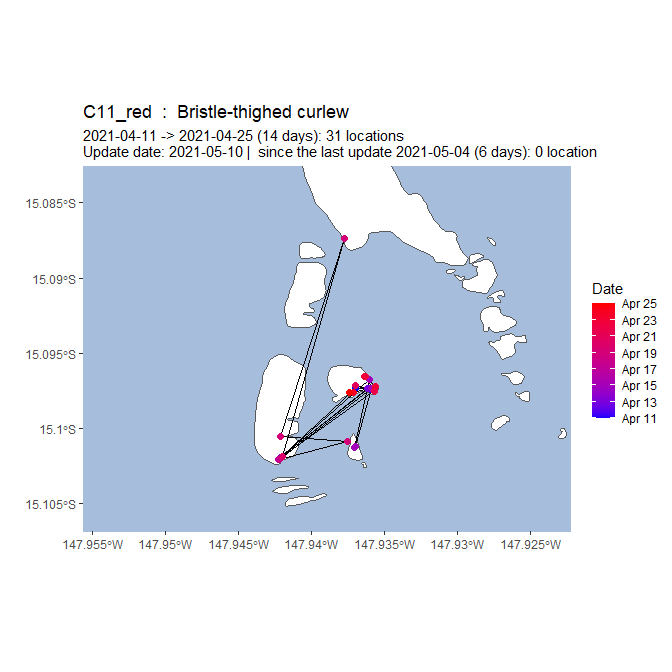 C11_red  :  Bristle-thighed curlew
2021-04-11 -> 2021-04-25 (14 days): 31 locations
Update date: 2021-05-10 |  since the last update 2021-05-04 (6 days): 0 location
15.085°S
15.09°S
15.095°S
15.1°S
15.105°S
147.955°W
147.95°W
147.945°W
147.94°W
147.935°W
147.93°W
147.925°W
Date
Apr 25
Apr 23
Apr 21
Apr 19
Apr 17
Apr 15
Apr 13
Apr 11